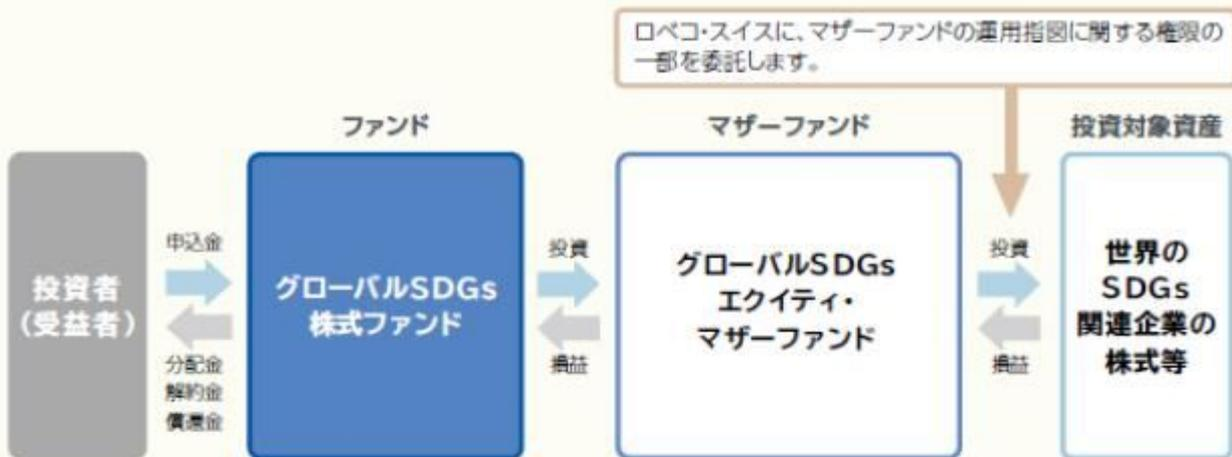 ロベコ・スイスに、マザーファンドの運用指図に関する権限の
一部を委託します。
ファンド
マザーファンド
投資対象資産
投資者
（受益者）
申込金
分配金
解約金
償還金
グローバルSDGs
株式ファンド
投資
損益
グローバルSDGs
エクイティ・
マザーファンド
投資
損益
世界の
SDGs
関連企業の
株式等